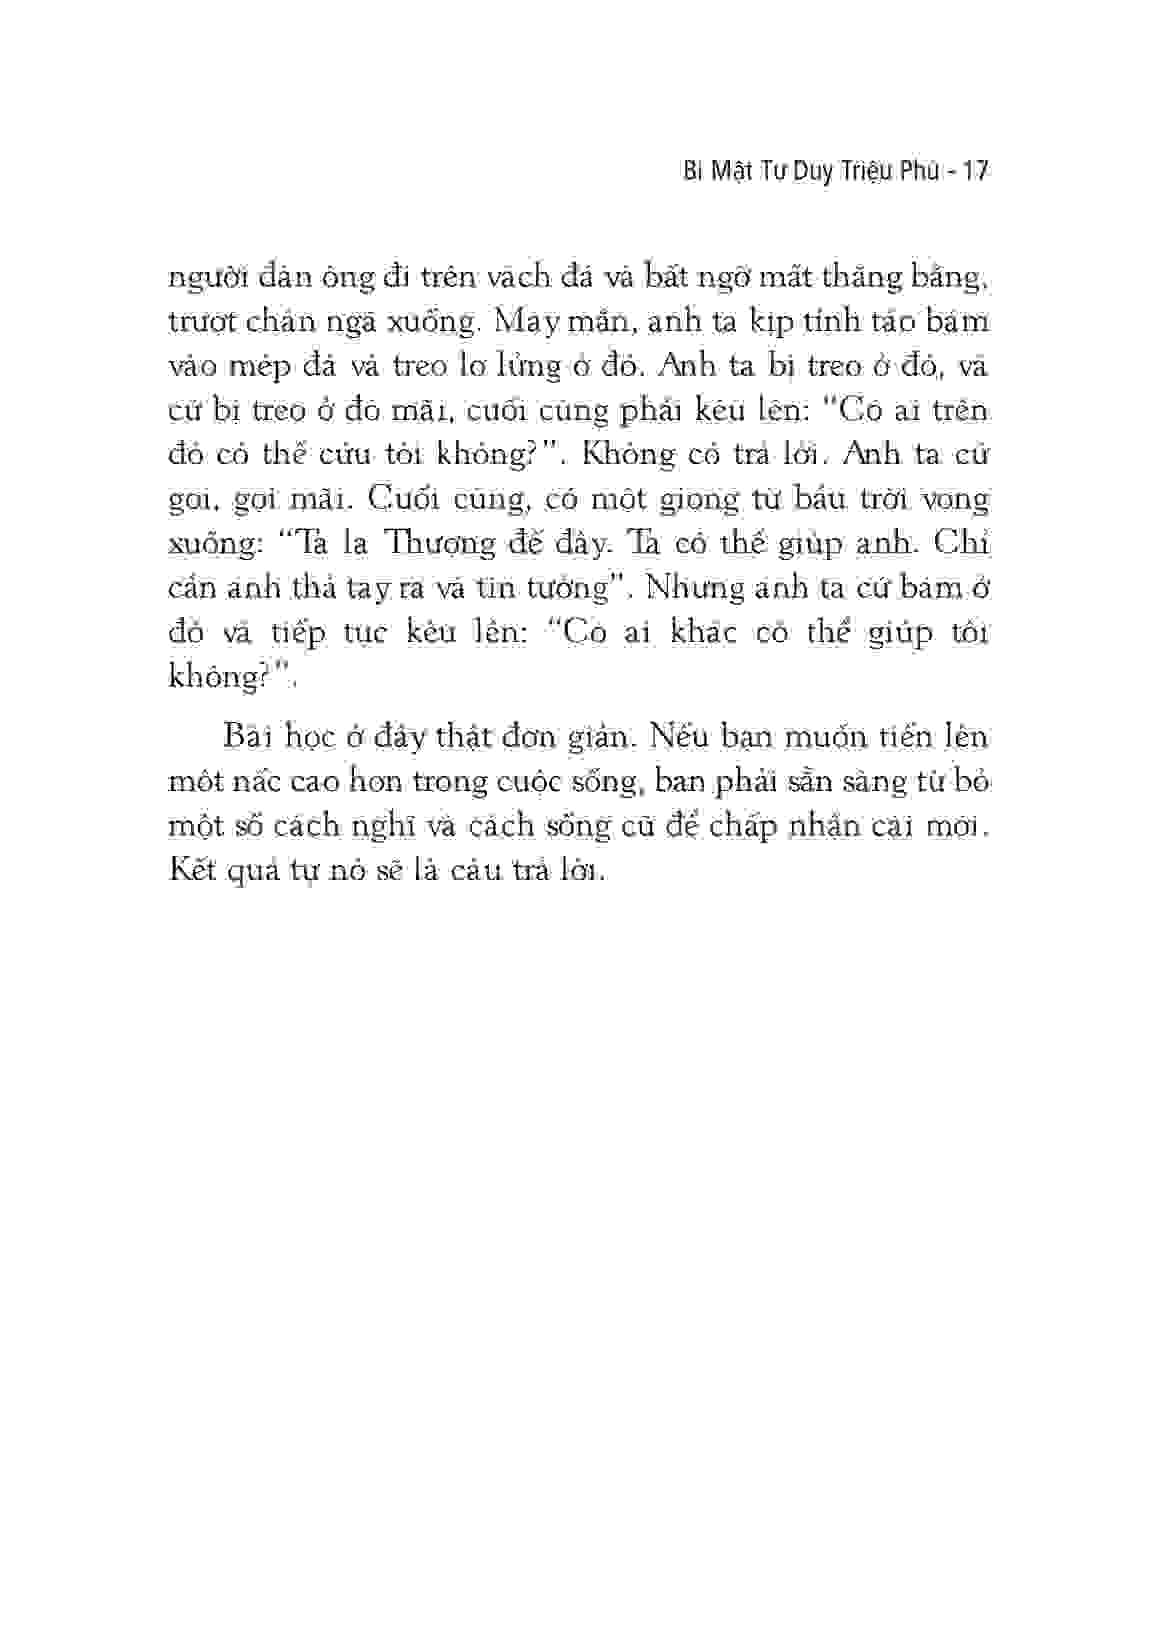 Bí Mật Tư Duy Triệu Phú - 17
người đàn ông đi trên vách đá và bất ngờ mất thăng bằng,
trượt chân ngã xuống. May mắn, anh ta kịp tỉnh táo bám
vào mép đá và treo lơ lửng ở đó. Anh ta bị treo ở đó, và
cứ bị treo ở đó mãi, cuối cùng phải kêu lên: “Có ai trên
đó có thể cứu tôi không?”. Không có trả lời. Anh ta cứ
gọi, gọi mãi. Cuối cùng, có một giọng từ bầu trời vọng
xuống: “Ta là Thượng đế đây. Ta có thể giúp anh. Chỉ
cần anh thả tay ra và tin tưởng”. Nhưng anh ta cứ bám ở
đó và tiếp tục kêu lên: “Có ai khác có thể giúp tôi
không?”.
Bài học ở đây thật đơn giản. Nếu bạn muốn tiến lên
một nấc cao hơn trong cuộc sống, bạn phải sẵn sàng từ bỏ
một số cách nghĩ và cách sống cũ để chấp nhận cái mới.
Kết quả tự nó sẽ là câu trả lời.